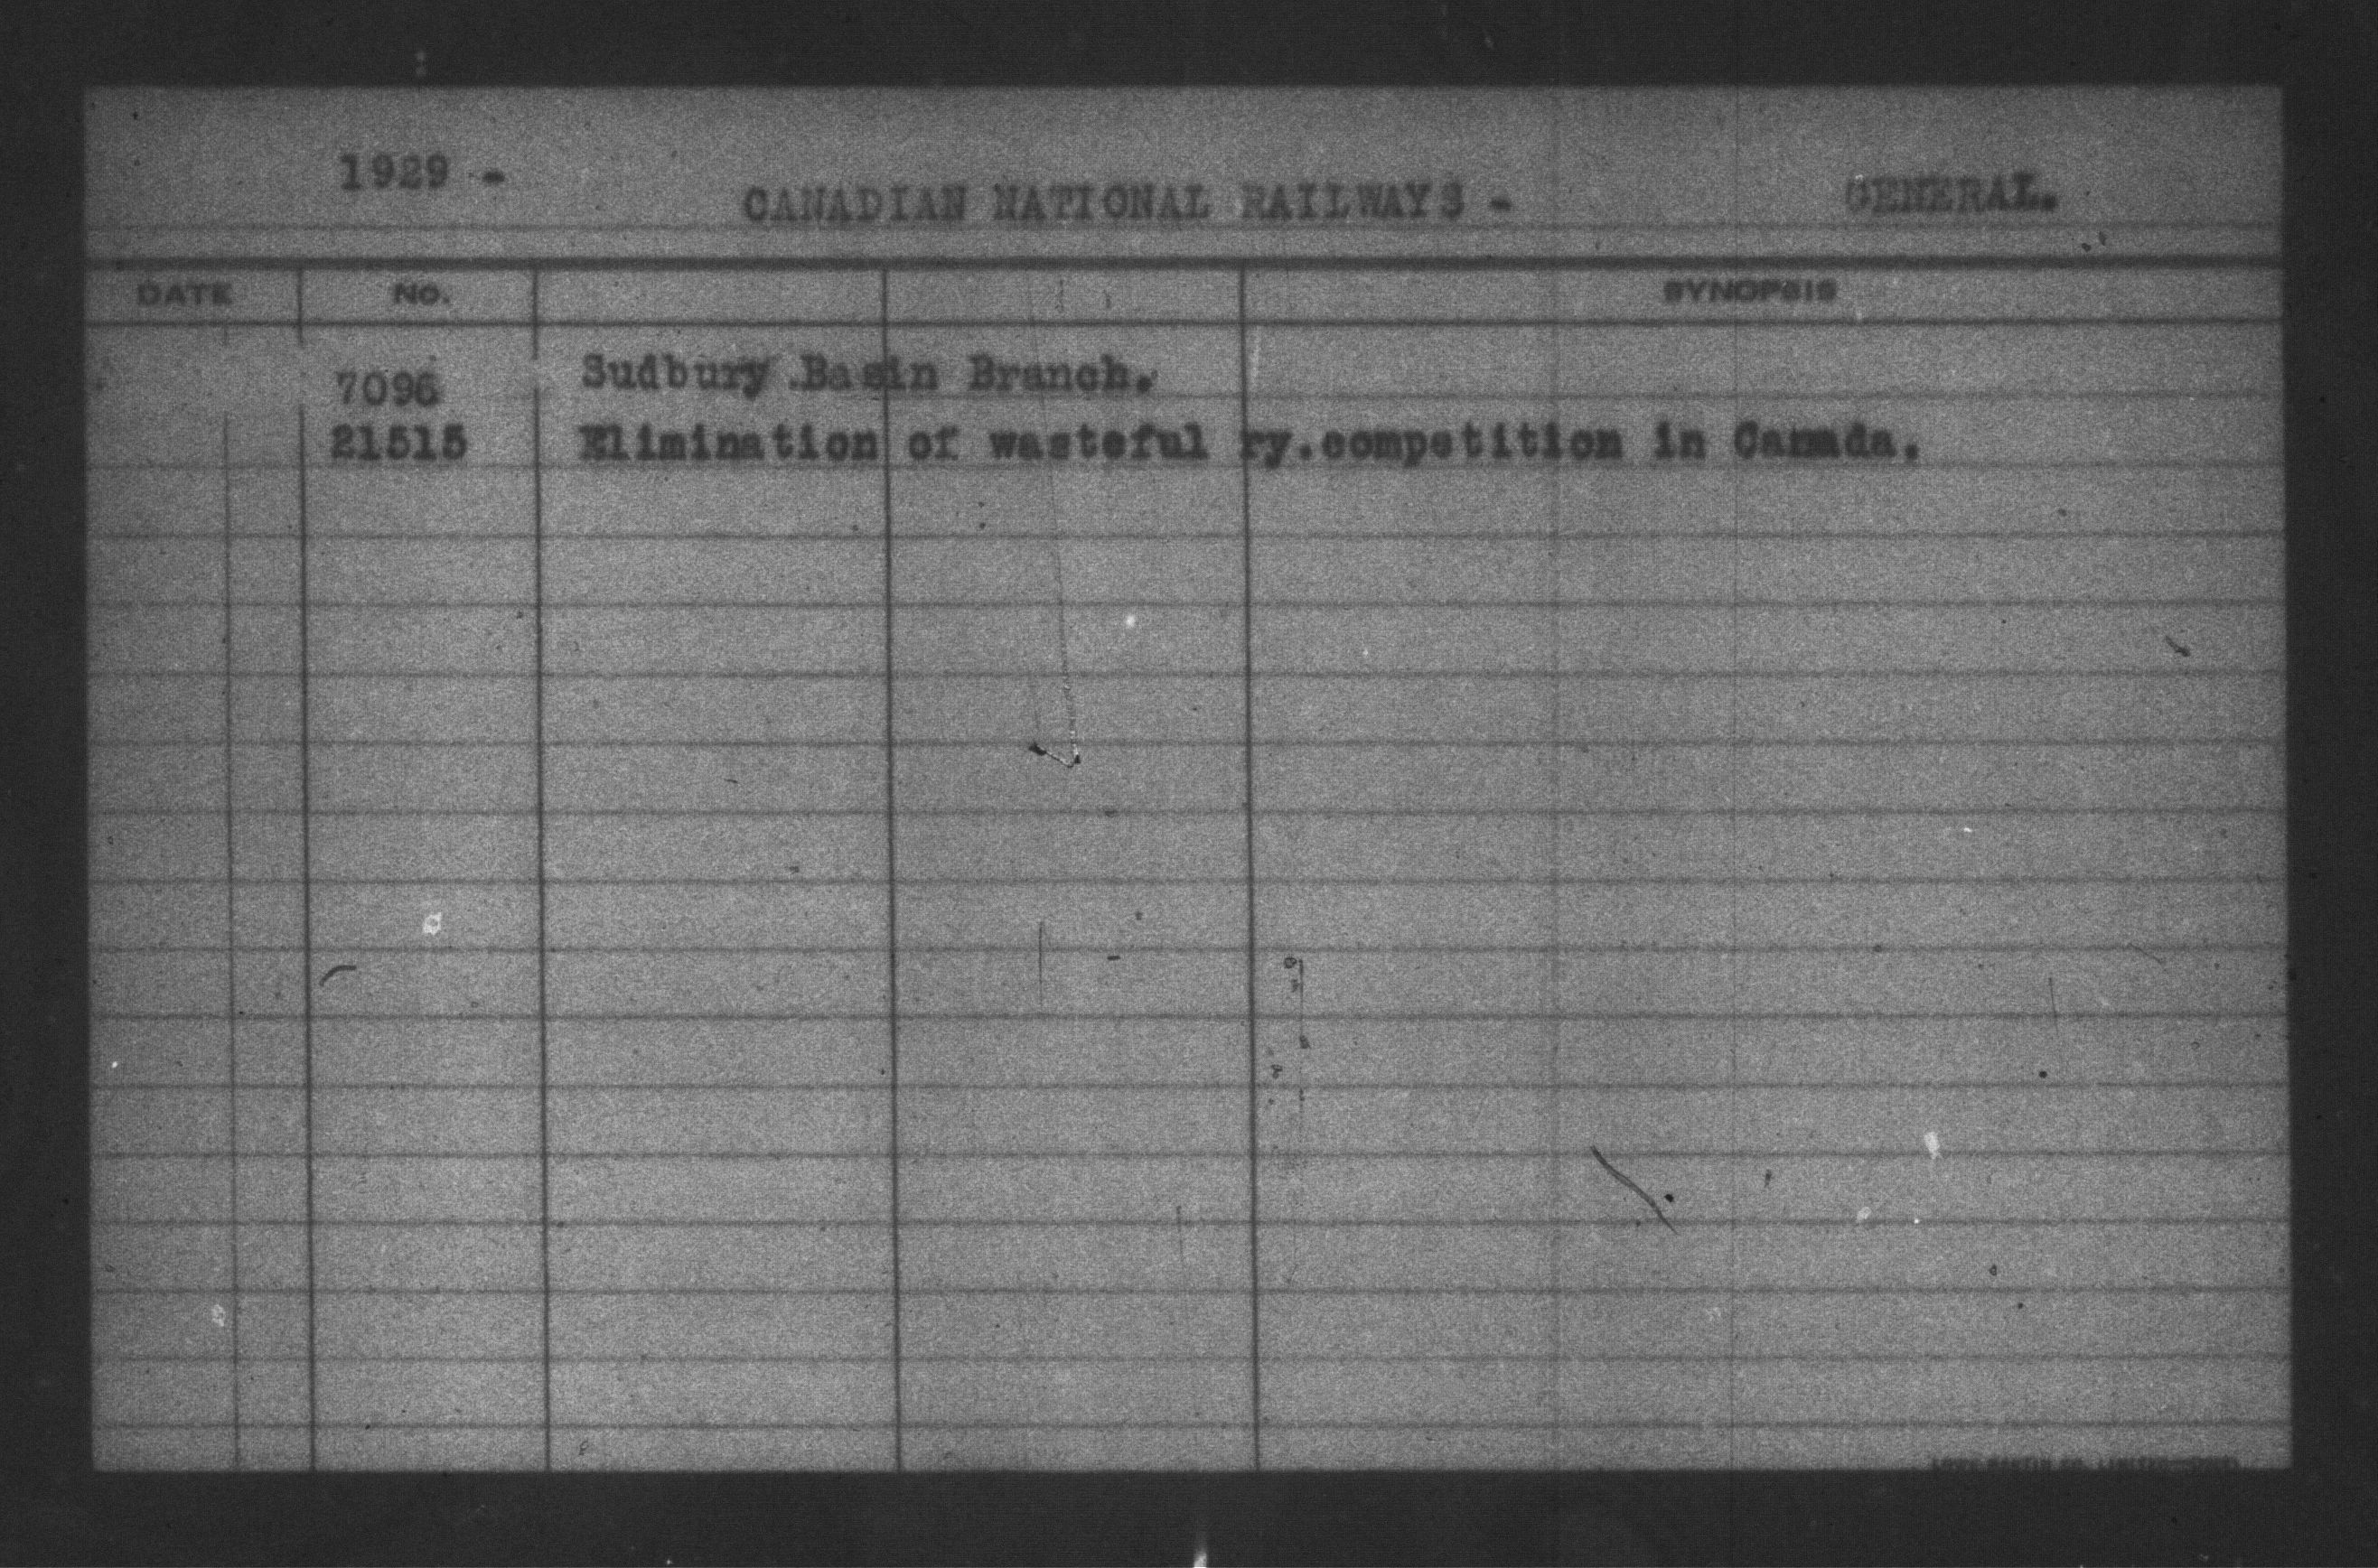 1929 -
CANADIAN NATIONAL RAILWAYS - GENERAL.
DATE No. SYNOPSIS
7096 Sudbury Basin Branch.
21515 Elimination of wasteful ry.competition in Canada.